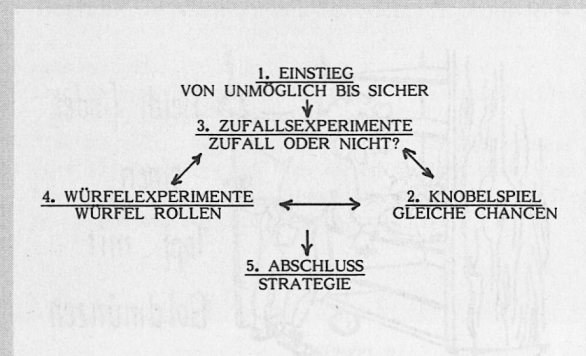 1. EINSTIEG
VON UNMÖGLICH BIS SICHER
3. ZUFALLSEXPERIMENTE
ZUFALL ODER NICHT?
4. WÜRFELEXPERIMENTE
WÜRFEL ROLLEN
2. KNOBELSPIEL
GLEICHE CHANCEN
5. ABSCHLUSS
STRATEGIE